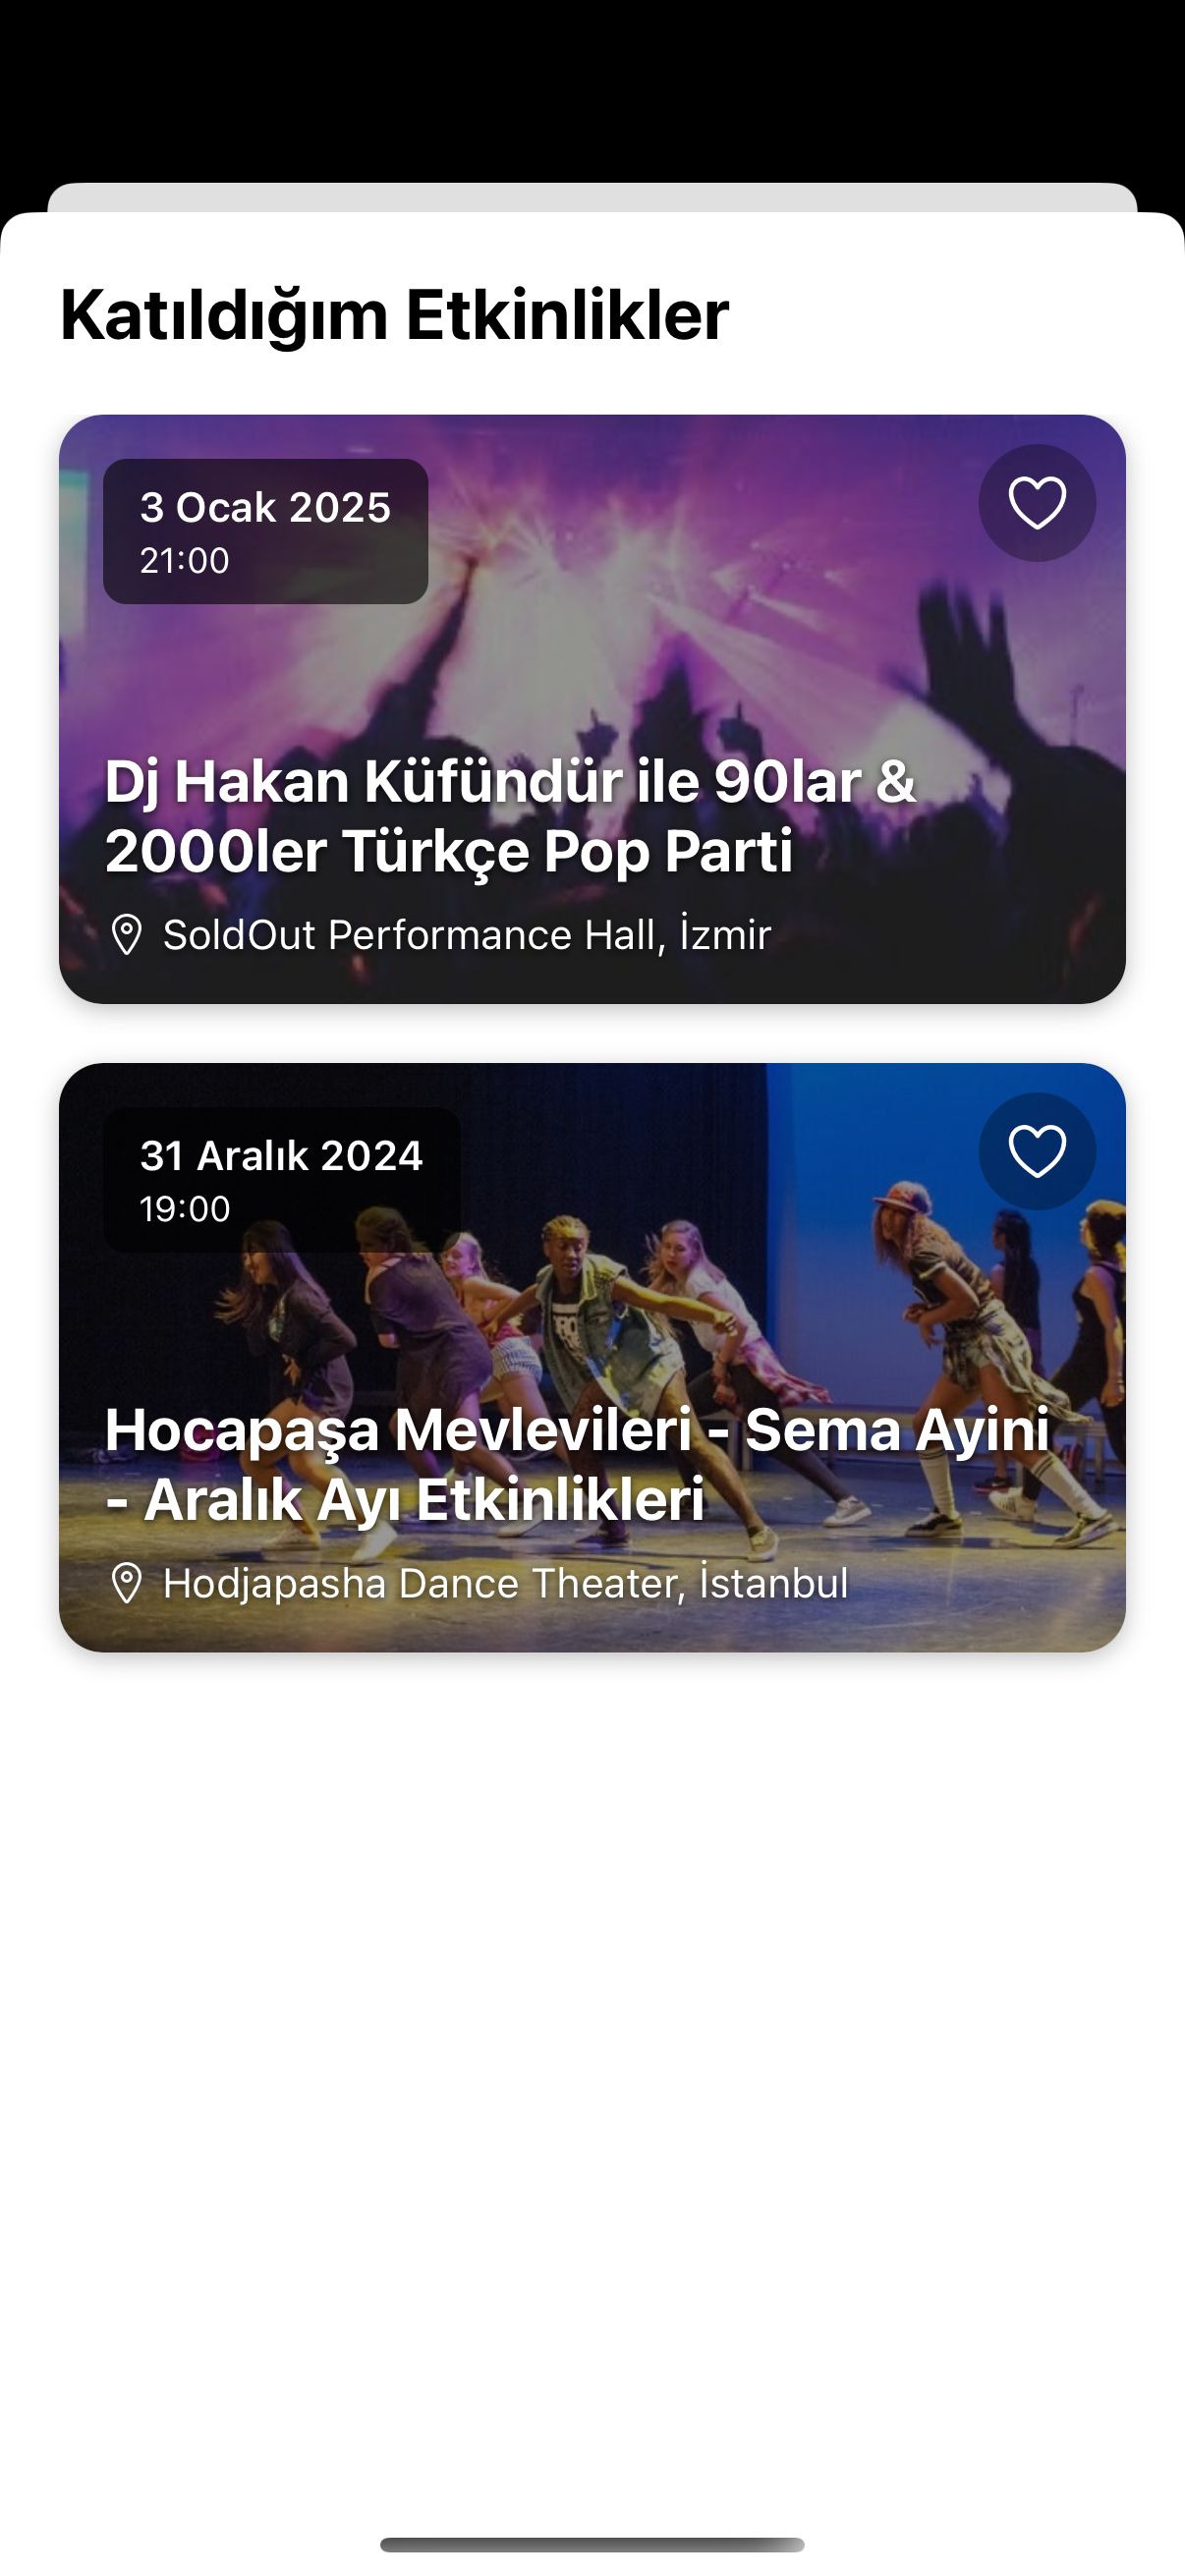 Katıldığım Etkinlikler
3 Ocak 2025
21:00
Dj Hakan Küfündür ile 90lar &
2000ler Türkçe Pop Parti
SoldOut Performance Hall, İzmir
31 Aralık 2024
19:00
Hocapaşa Mevlevileri - Sema Ayini
- Aralık Ayı Etkinlikleri
Hodjapasha Dance Theater, İstanbul